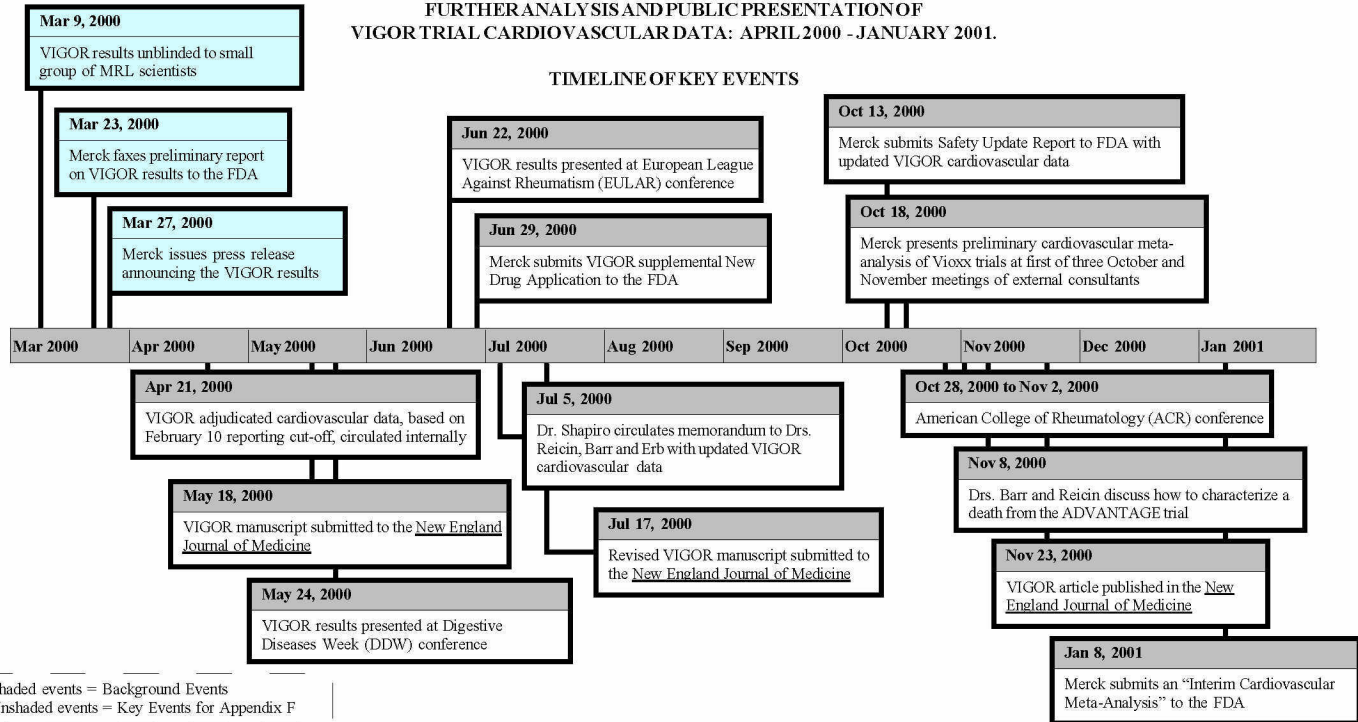 FURTHER ANALYSIS AND PUBLIC PRESENTATION OF
VIGOR TRIAL CARDIOVASCULAR DATA: APRIL 2000 - JANUARY 2001.
TIMELINE OF KEY EVENTS
Mar 9, 2000
VIGOR results unblinded to small
group of MRL scientists
Mar 23, 2000
Merck faxes preliminary report
on VIGOR results to the FDA
Mar 27, 2000
Merck issues press release
announcing the VIGOR results
Jun 22, 2000
VIGOR results presented at European League
Against Rheumatism (EULAR) conference
Jun 29, 2000
Merck submits VIGOR supplemental New
Drug Application to the FDA
Oct 13, 2000
Merck submits Safety Update Report to FDA with
updated VIGOR cardiovascular data
Oct 18, 2000
Merck presents preliminary cardiovascular meta-
analysis of Vioxx trials at first of three October and
November meetings of external consultants
Mar 2000 Apr 2000 May 2000 Jun 2000 Jul 2000 Aug 2000 Sep 2000 Oct 2000 Nov 2000 Dec 2000 Jan 2001
Apr 21, 2000
VIGOR adjudicated cardiovascular data, based on
February 10 reporting cut-off, circulated internally
May 18, 2000
VIGOR manuscript submitted to the New England
Journal of Medicine
May 24, 2000
VIGOR results presented at Digestive
Diseases Week (DDW) conference
Jul 5, 2000
Dr. Shapiro circulates memorandum to Drs.
Reicin, Barr and Erb with updated VIGOR
cardiovascular data
Jul 17, 2000
Revised VIGOR manuscript submitted to
the New England Journal of Medicine
Oct 28, 2000 to Nov 2, 2000
American College of Rheumatology (ACR) conference
Nov 8, 2000
Drs. Barr and Reicin discuss how to characterize a
death from the ADVANTAGE trial
Nov 23, 2000
VIGOR article published in the New
England Journal of Medicine
Jan 8, 2001
Merck submits an “Interim Cardiovascular
Meta-Analysis” to the FDA
haded events = Background Events
nshaded events = Key Events for Appendix F